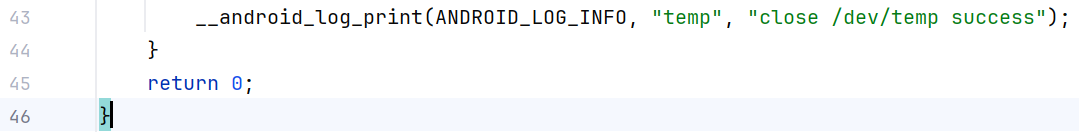 43 __android_log_print(ANDROID_LOG_INFO, "temp", "close /dev/temp success");
44 }
45 return 0;
46 }